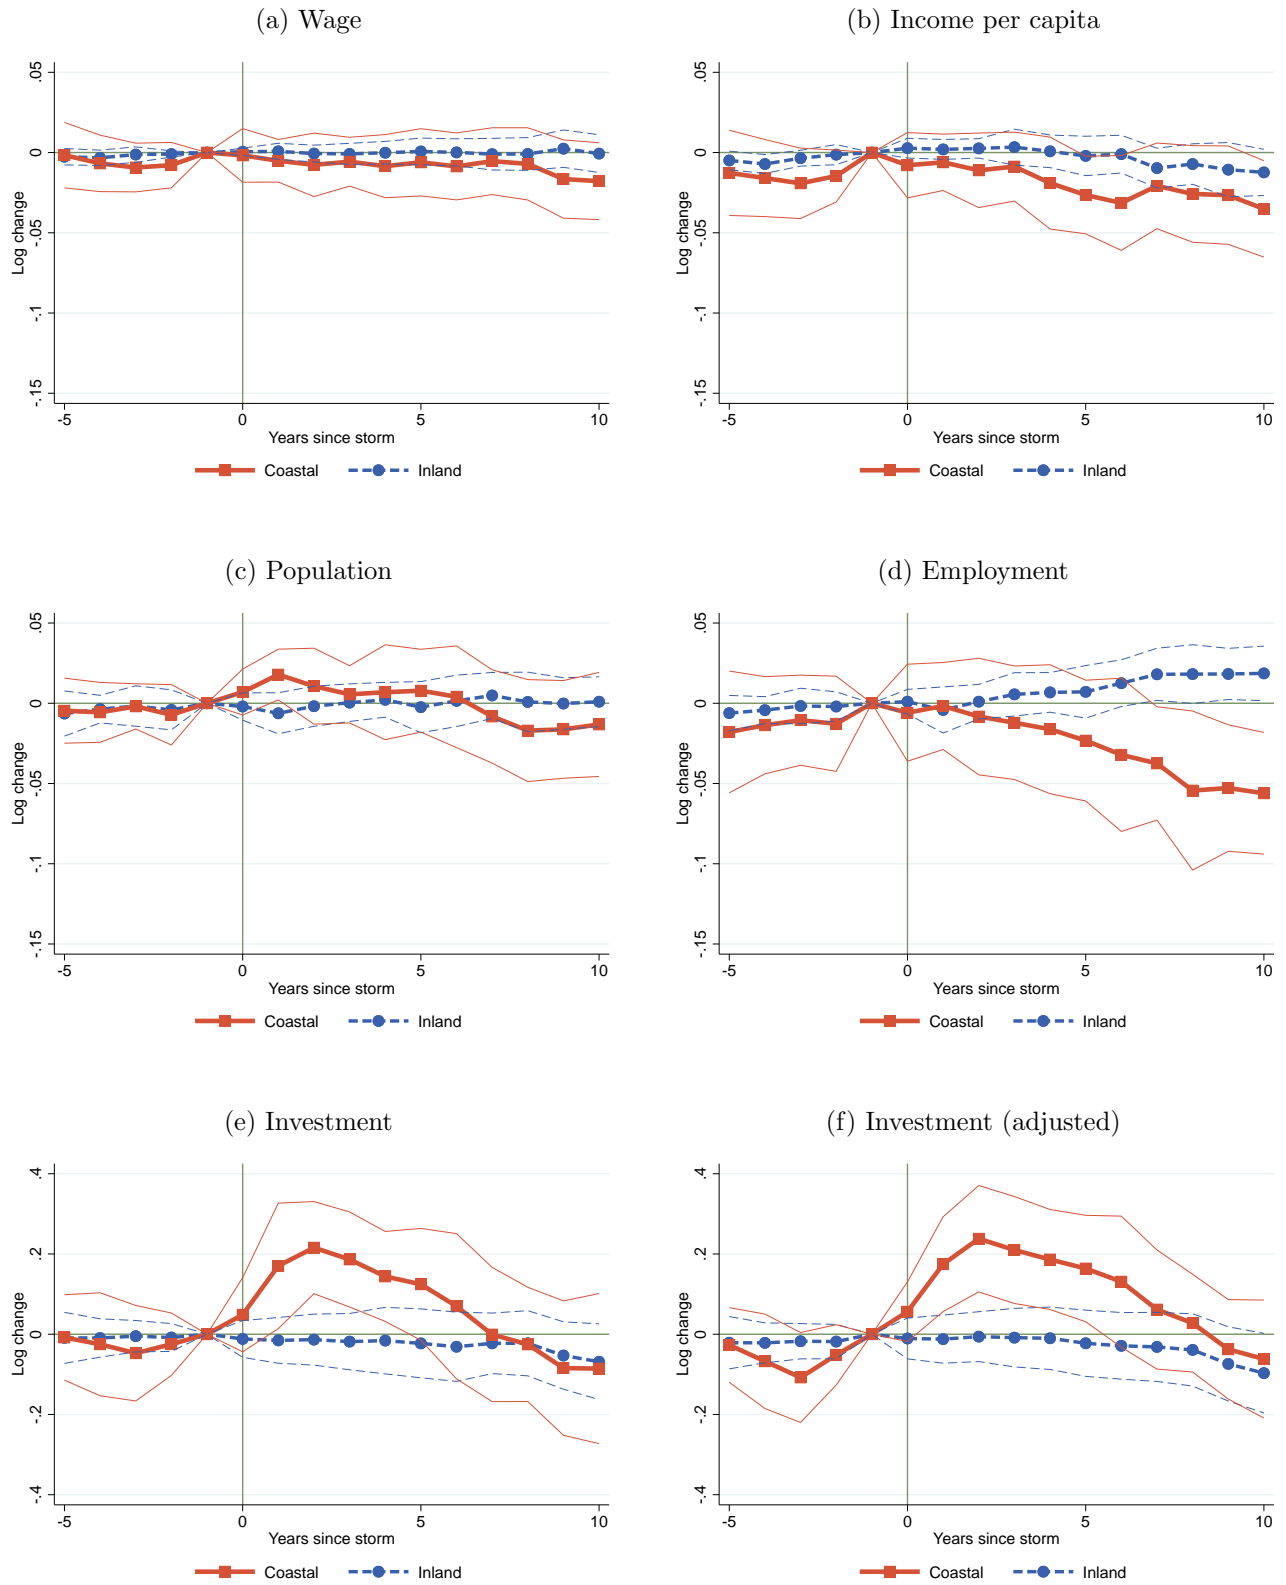 (a) Wage
.05
0
-.05
-.1
-.15
Log change
-5 0 5 10
Years since storm
Coastal Inland
(b) Income per capita
.05
0
-.05
-.1
-.15
Log change
-5 0 5 10
Years since storm
Coastal Inland
(c) Population
.05
0
-.05
-.1
-.15
Log change
-5 0 5 10
Years since storm
Coastal Inland
(d) Employment
.05
0
-.05
-.1
-.15
Log change
-5 0 5 10
Years since storm
Coastal Inland
(e) Investment
.4
.2
0
-.2
-.4
Log change
-5 0 5 10
Years since storm
Coastal Inland
(f) Investment (adjusted)
.4
.2
0
-.2
-.4
Log change
-5 0 5 10
Years since storm
Coastal Inland